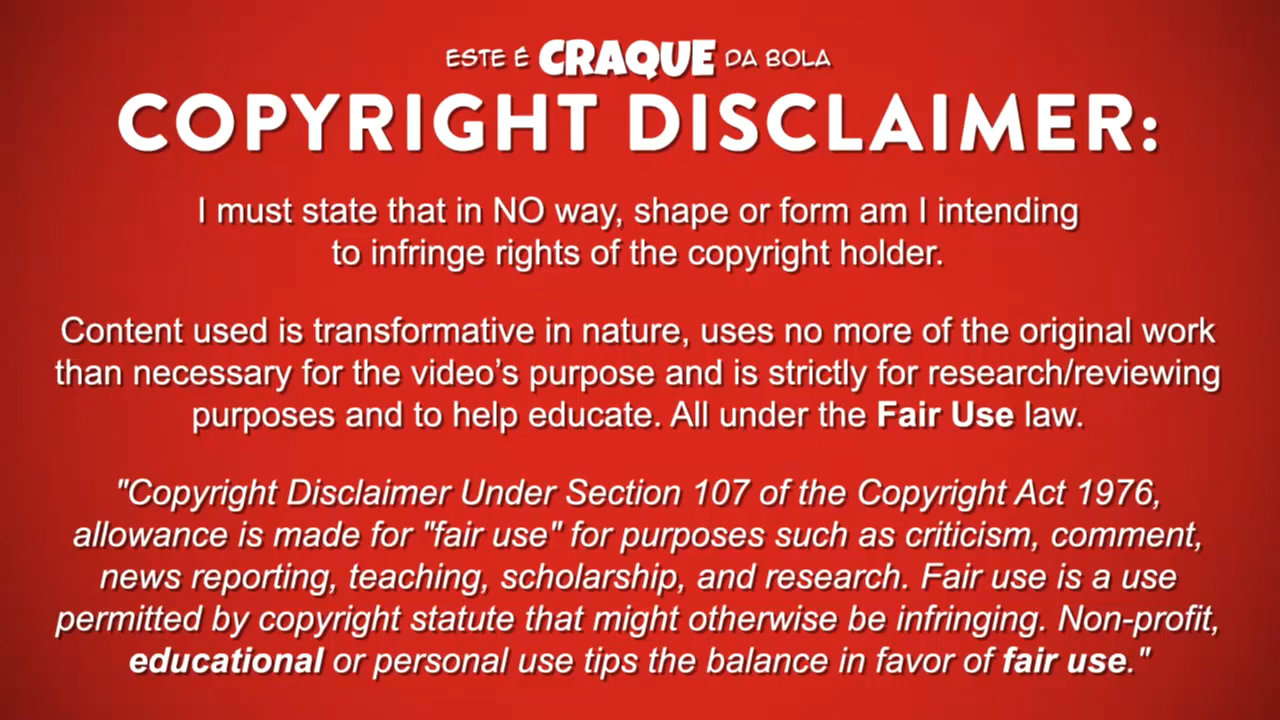 ESTE É CRAQUE DA BOLA
COPYRIGHT DISCLAIMER:
I must state that in NO way, shape or form am I intending
to infringe rights of the copyright holder.
Content used is transformative in nature, uses no more of the original work
than necessary for the video’s purpose and is strictly for research/reviewing
purposes and to help educate. All under the Fair Use law.
"Copyright Disclaimer Under Section 107 of the Copyright Act 1976,
allowance is made for "fair use" for purposes such as criticism, comment,
news reporting, teaching, scholarship, and research. Fair use is a use
permitted by copyright statute that might otherwise be infringing. Non-profit,
educational or personal use tips the balance in favor of fair use."